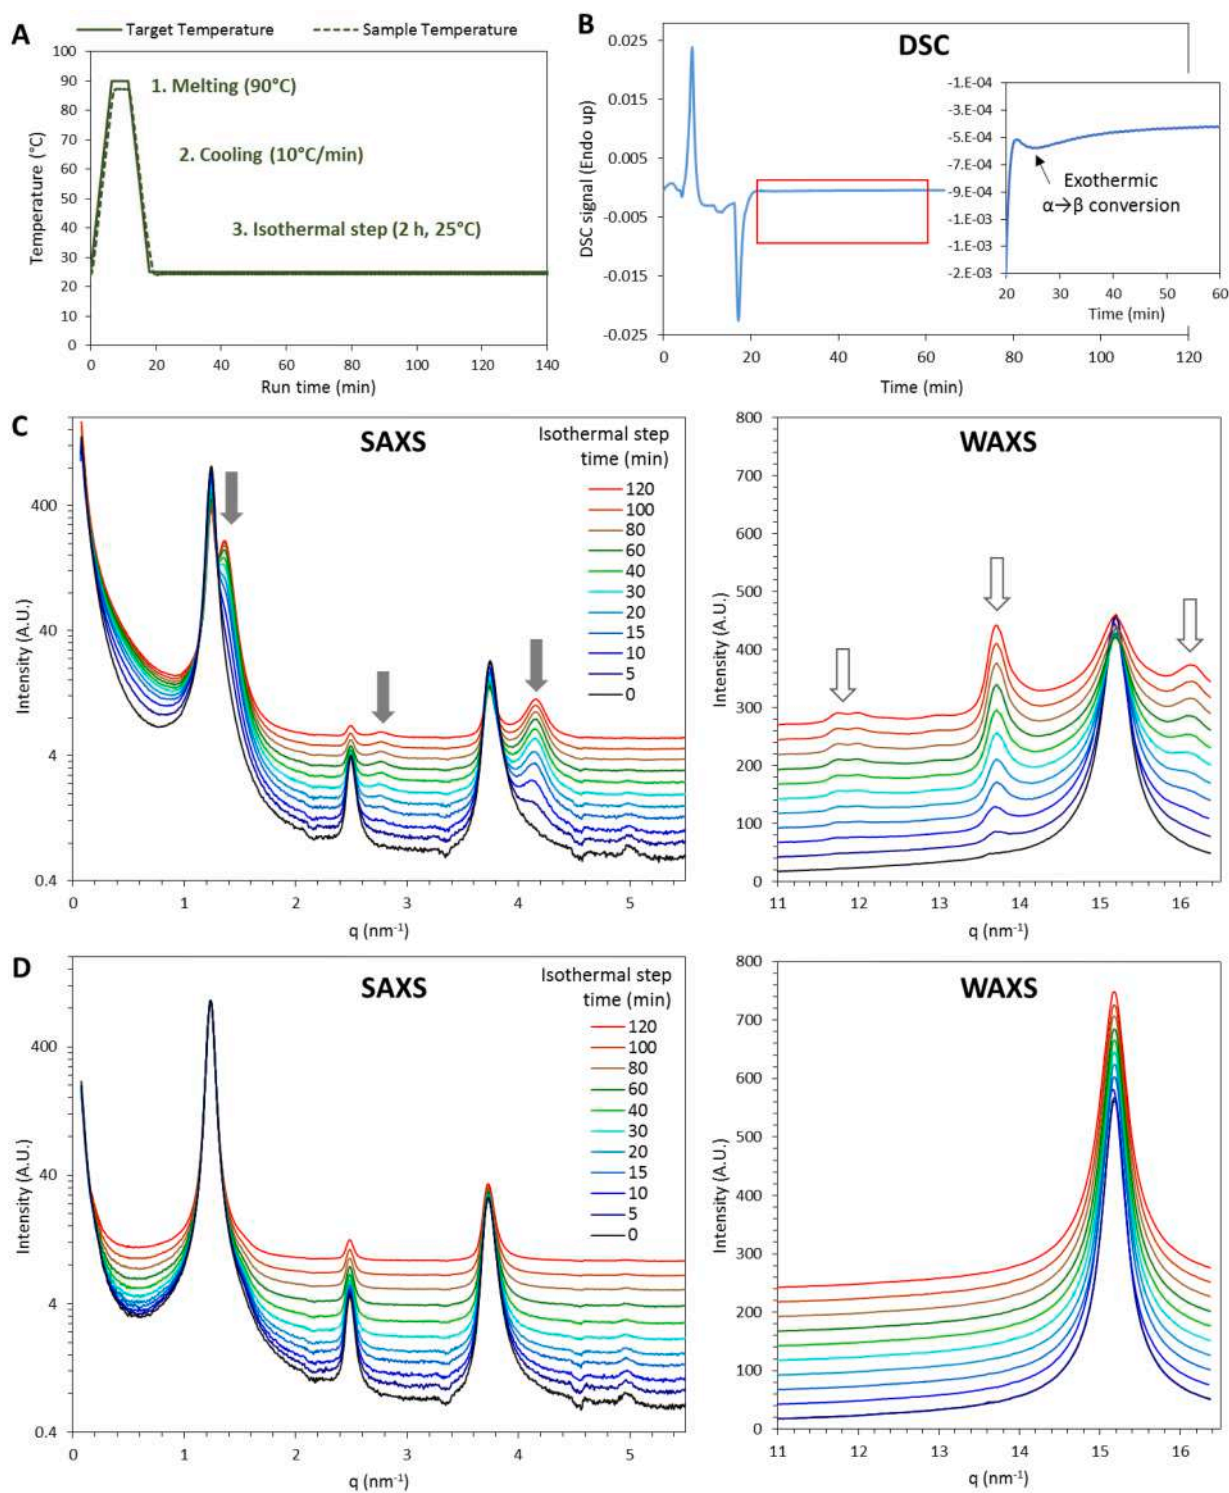 A
Target Temperature
Sample Temperature
100
90
80
70
60
50
40
30
20
10
0
Temperature (°C)
1. Melting (90°C)
2. Cooling (10°C/min)
3. Isothermal step (2 h, 25°C)
0 20 40 60 80 100 120 140
Run time (min)
B
DSC
0.025
0.015
0.005
-0.005
-0.015
-0.025
DSC signal (Endo up)
0 20 40 60 80 100 120
Time (min)
-1.E-04
-3.E-04
-5.E-04
-7.E-04
-9.E-04
-1.E-03
-1.E-03
-2.E-03
Exothermic
α→β conversion
20 30 40 50 60
Time (min)
C
SAXS
Isothermal step
time (min)
120
100
80
60
40
30
20
15
10
5
0
400
40
4
0.4
Intensity (A.U.)
0 1 2 3 4 5
q (nm⁻¹)
WAXS
800
700
600
500
400
300
200
100
0
Intensity (A.U.)
11 12 13 14 15 16
q (nm⁻¹)
D
SAXS
Isothermal step
time (min)
120
100
80
60
40
30
20
15
10
5
0
400
40
4
0.4
Intensity (A.U.)
0 1 2 3 4 5
q (nm⁻¹)
WAXS
800
700
600
500
400
300
200
100
0
Intensity (A.U.)
11 12 13 14 15 16
q (nm⁻¹)